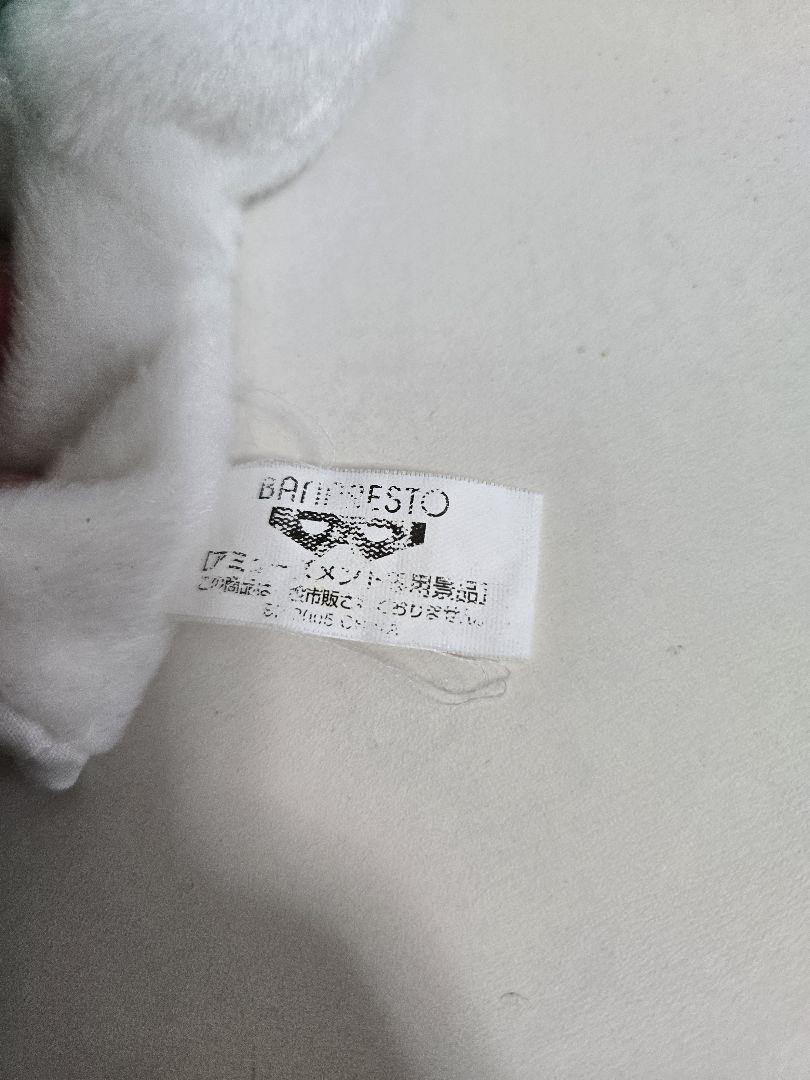 BANPRESTO
[アミューズメント専用景品]
この商品は一般市販されておりません。
2005 CHINA